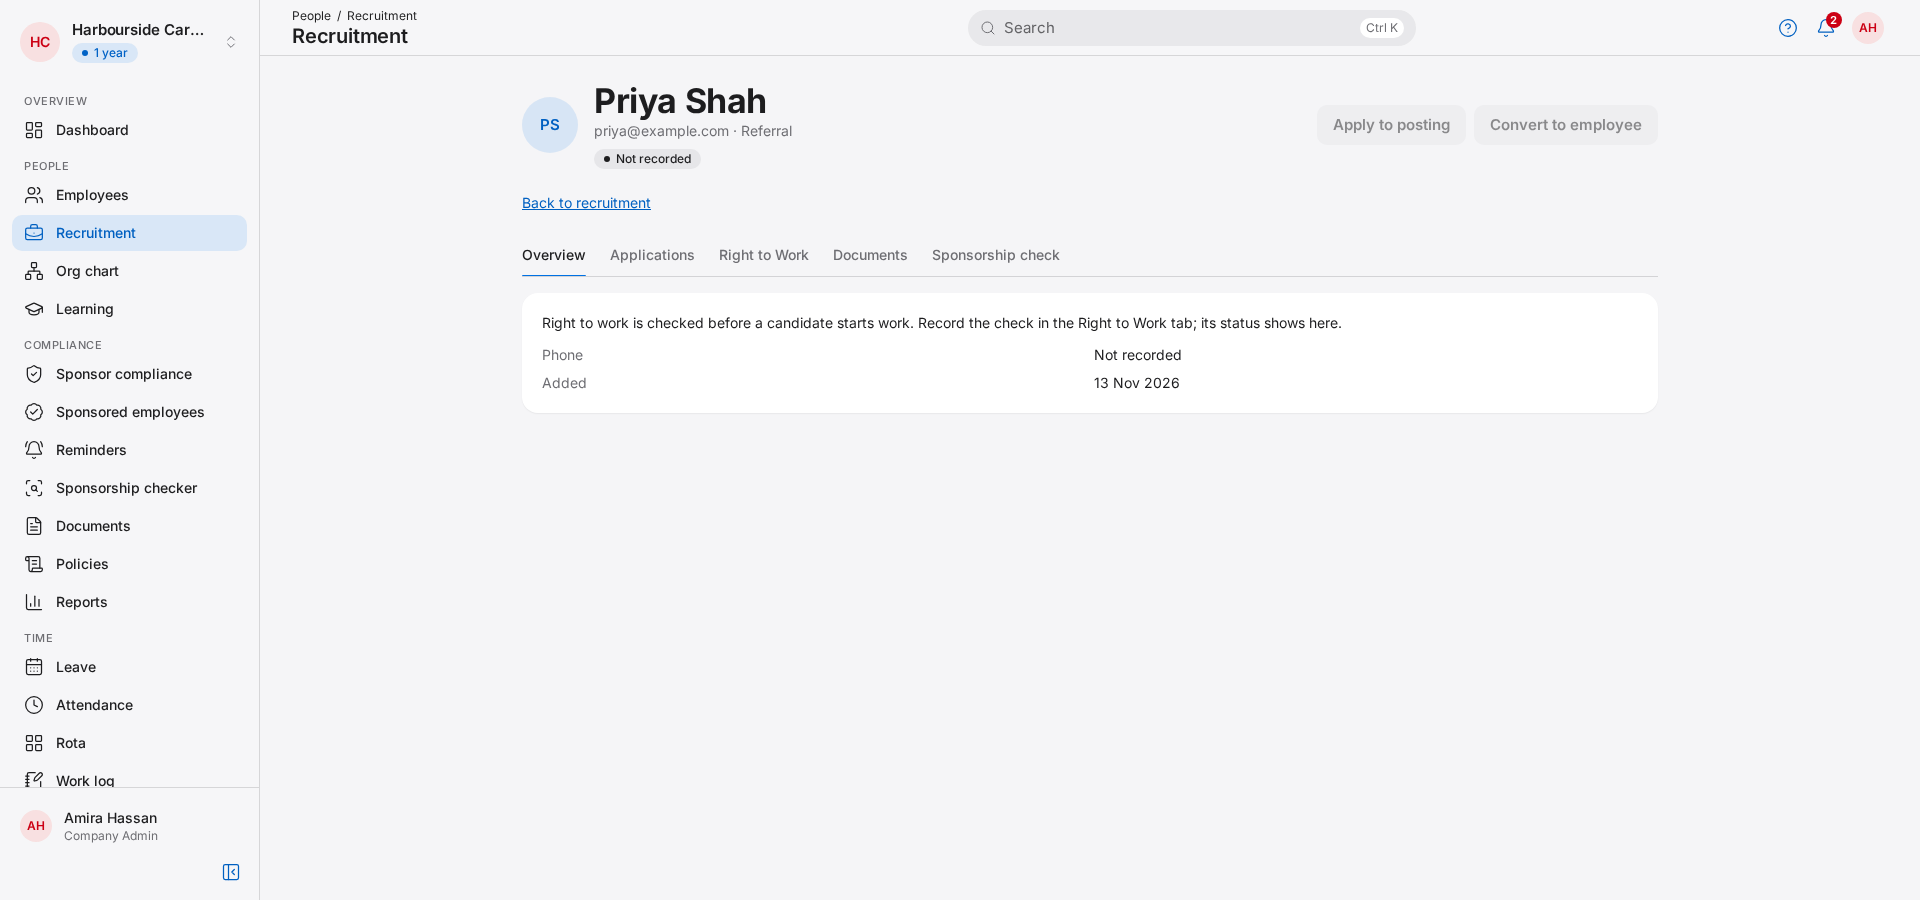 HC
Harbourside Car...
1 year
OVERVIEW
Dashboard
PEOPLE
Employees
Recruitment
Org chart
Learning
COMPLIANCE
Sponsor compliance
Sponsored employees
Reminders
Sponsorship checker
Documents
Policies
Reports
TIME
Leave
Attendance
Rota
Work log
AH
Amira Hassan
Company Admin
People / Recruitment
Recruitment
Search
Ctrl K
2
AH
PS
Priya Shah
priya@example.com · Referral
Not recorded
Apply to posting
Convert to employee
Back to recruitment
Overview
Applications
Right to Work
Documents
Sponsorship check
Right to work is checked before a candidate starts work. Record the check in the Right to Work tab; its status shows here.
Phone
Not recorded
Added
13 Nov 2026